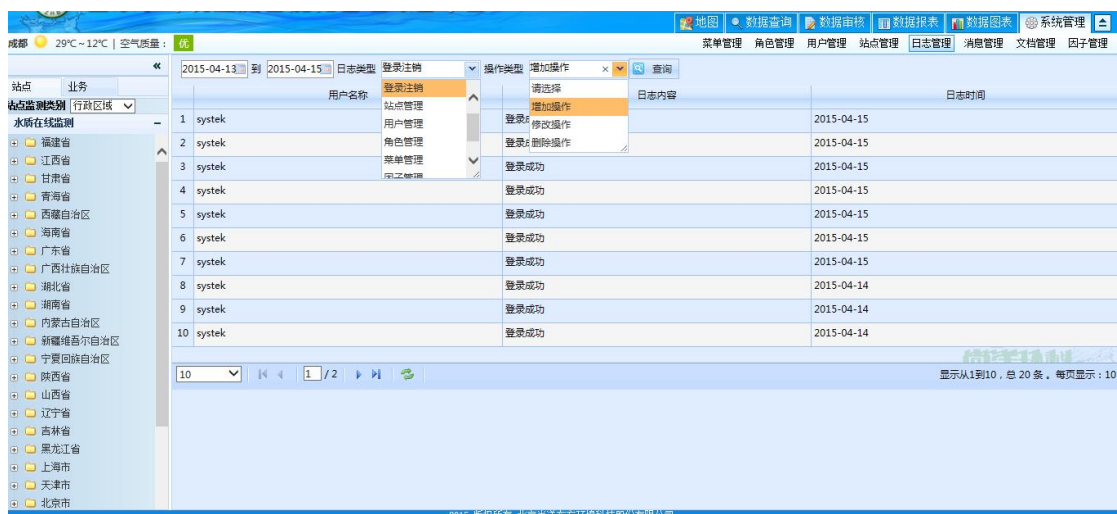 地图 数据查询 数据审核 数据报表 数据图表 系统管理
成都 29℃~12℃ | 空气质量： 优 菜单管理 角色管理 用户管理 站点管理 日志管理 消息管理 文档管理 因子管理
« 2015-04-13 到 2015-04-15 日志类型 登录注销 操作类型 增加操作 × 查询
站点 业务
站点监测类别 行政区域
水质在线监测 −
福建省
江西省
甘肃省
青海省
西藏自治区
海南省
广东省
广西壮族自治区
湖北省
湖南省
内蒙古自治区
新疆维吾尔自治区
宁夏回族自治区
陕西省
山西省
辽宁省
吉林省
黑龙江省
上海市
天津市
北京市
登录注销
站点管理
用户管理
角色管理
菜单管理
因子管理
请选择
增加操作
修改操作
删除操作
用户名称 日志内容 日志时间
1 systek 登录成 2015-04-15
2 systek 登录成 2015-04-15
3 systek 登录成功 2015-04-15
4 systek 登录成功 2015-04-15
5 systek 登录成功 2015-04-15
6 systek 登录成功 2015-04-15
7 systek 登录成功 2015-04-15
8 systek 登录成功 2015-04-14
9 systek 登录成功 2015-04-14
10 systek 登录成功 2015-04-14
10 1 / 2 显示从1到10，总 20 条 。每页显示：10